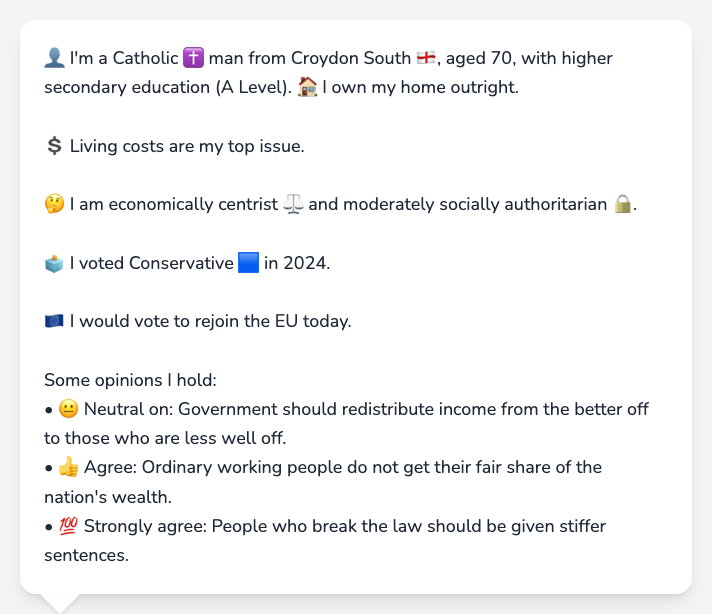 👤 I'm a Catholic ✝️ man from Croydon South 🏴󠁧󠁢󠁥󠁮󠁧󠁿, aged 70, with higher
secondary education (A Level). 🏠 I own my home outright.
💲 Living costs are my top issue.
🤔 I am economically centrist ⚖️ and moderately socially authoritarian 🔒.
🗳️ I voted Conservative 🟦 in 2024.
🇪🇺 I would vote to rejoin the EU today.
Some opinions I hold:
• 😐 Neutral on: Government should redistribute income from the better off
to those who are less well off.
• 👍 Agree: Ordinary working people do not get their fair share of the
nation's wealth.
• 💯 Strongly agree: People who break the law should be given stiffer
sentences.